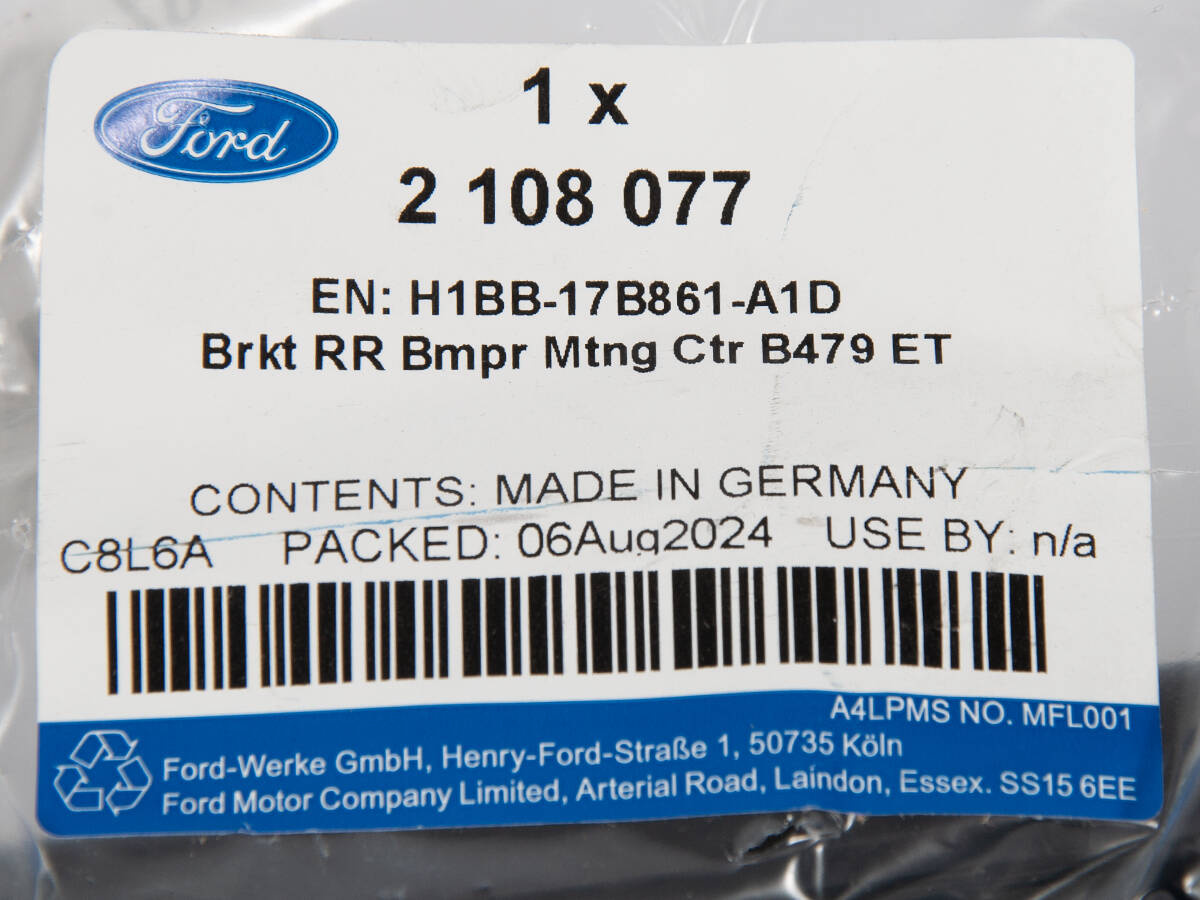 Ford
1 x
2 108 077
EN: H1BB-17B861-A1D
Brkt RR Bmpr Mtng Ctr B479 ET
CONTENTS: MADE IN GERMANY
C8L6A PACKED: 06Aug2024 USE BY: n/a
A4LPMS NO. MFL001
Ford-Werke GmbH, Henry-Ford-Straße 1, 50735 Köln
Ford Motor Company Limited, Arterial Road, Laindon, Essex. SS15 6EE